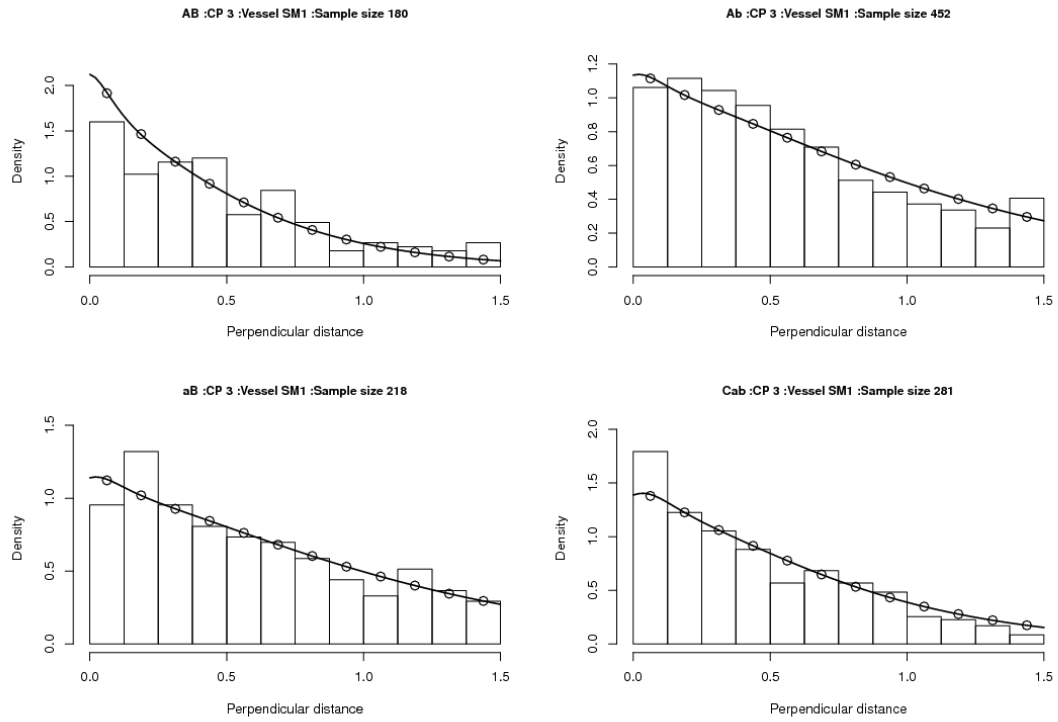 AB :CP 3 :Vessel SM1 :Sample size 180
Density
0.0 0.5 1.0 1.5 2.0
0.0 0.5 1.0 1.5
Perpendicular distance
Ab :CP 3 :Vessel SM1 :Sample size 452
Density
0.0 0.2 0.4 0.6 0.8 1.0 1.2
0.0 0.5 1.0 1.5
Perpendicular distance
aB :CP 3 :Vessel SM1 :Sample size 218
Density
0.0 0.5 1.0 1.5
0.0 0.5 1.0 1.5
Perpendicular distance
Cab :CP 3 :Vessel SM1 :Sample size 281
Density
0.0 0.5 1.0 1.5 2.0
0.0 0.5 1.0 1.5
Perpendicular distance